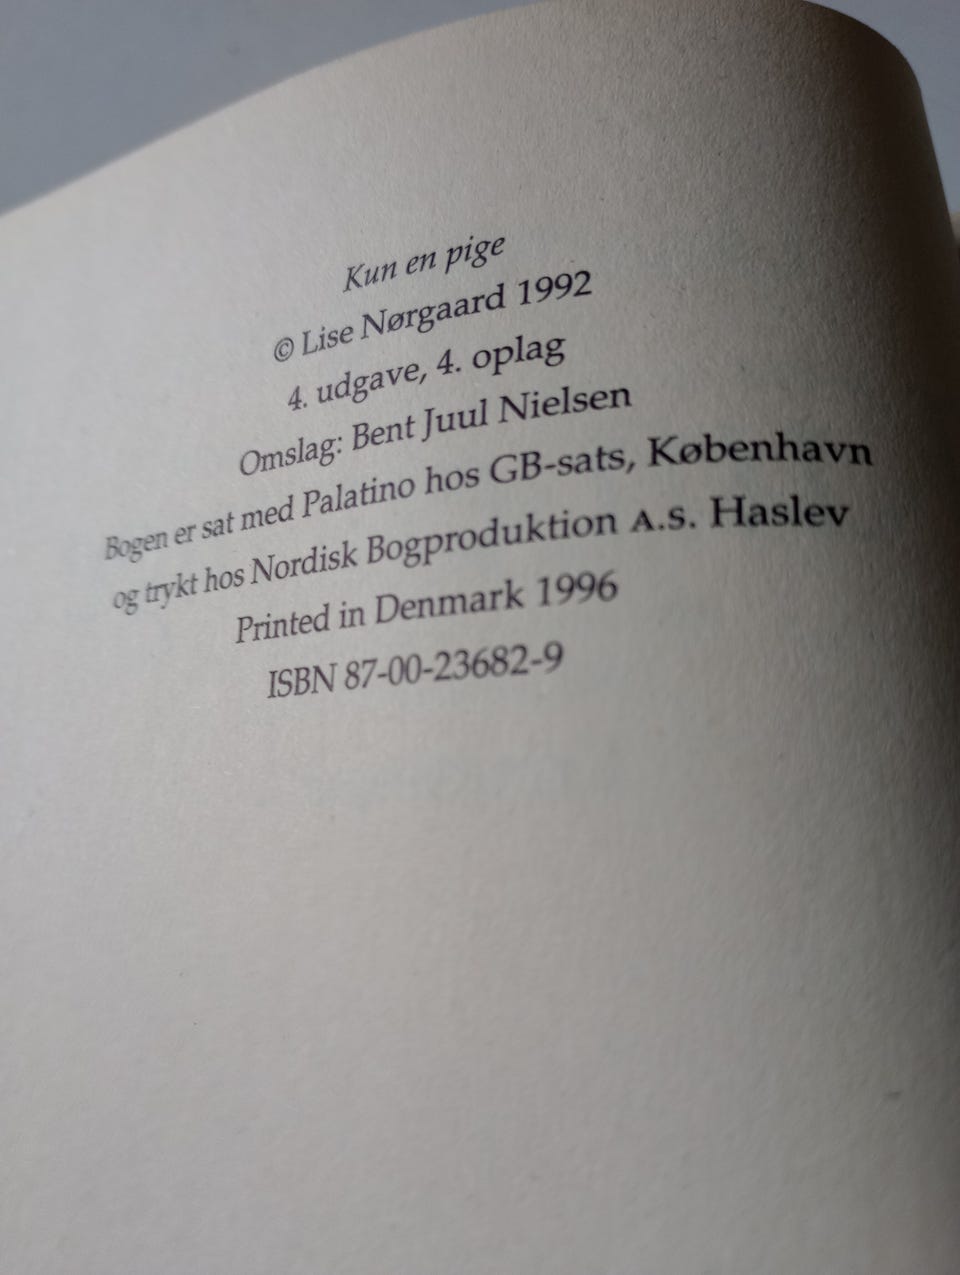 Kun en pige
© Lise Nørgaard 1992
4. udgave, 4. oplag
Omslag: Bent Juul Nielsen
Bogen er sat med Palatino hos GB-sats, København
og trykt hos Nordisk Bogproduktion A.S. Haslev
Printed in Denmark 1996
ISBN 87-00-23682-9